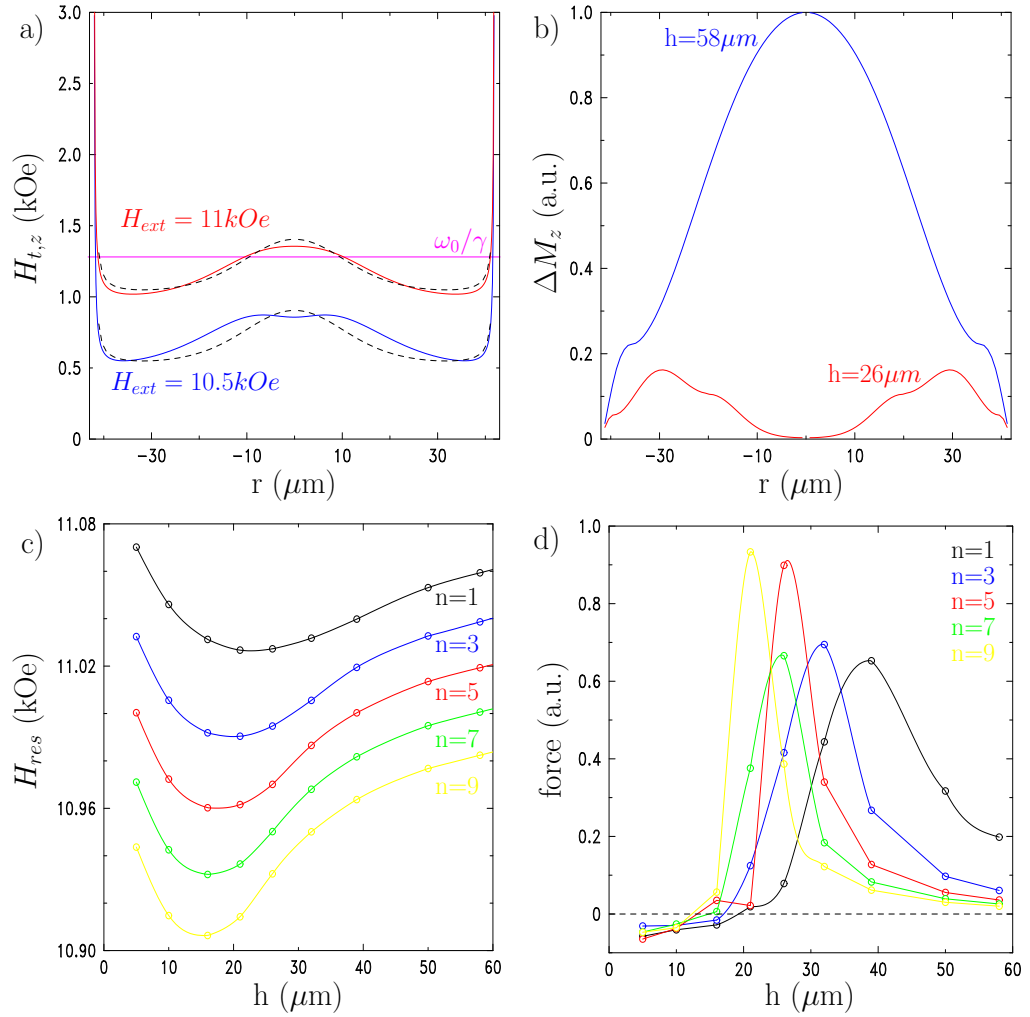 a)
3.0
2.5
2.0
1.5
1.0
0.5
0
H_{t,z} (kOe)
H_{ext} = 11kOe
ω_0/γ
H_{ext} = 10.5kOe
−30
−10
10
30
r (μm)
b)
1.0
0.8
0.6
0.4
0.2
0
ΔM_z (a.u.)
h=58μm
h=26μm
−30
−10
10
30
r (μm)
c)
11.08
11.02
10.96
10.90
H_{res} (kOe)
n=1
n=3
n=5
n=7
n=9
0
10
20
30
40
50
60
h (μm)
d)
1.0
0.8
0.6
0.4
0.2
0
force (a.u.)
n=1
n=3
n=5
n=7
n=9
0
10
20
30
40
50
60
h (μm)